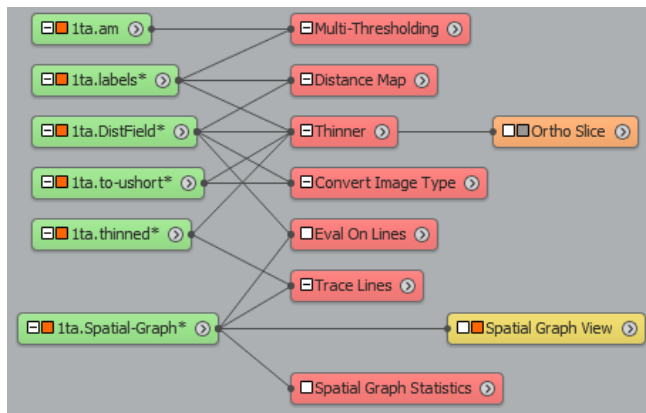 1ta.am Multi-Thresholding
1ta.labels* Distance Map
1ta.DistField* Thinner Ortho Slice
1ta.to-ushort* Convert Image Type
1ta.thinned* Eval On Lines
Trace Lines
1ta.Spatial-Graph* Spatial Graph View
Spatial Graph Statistics